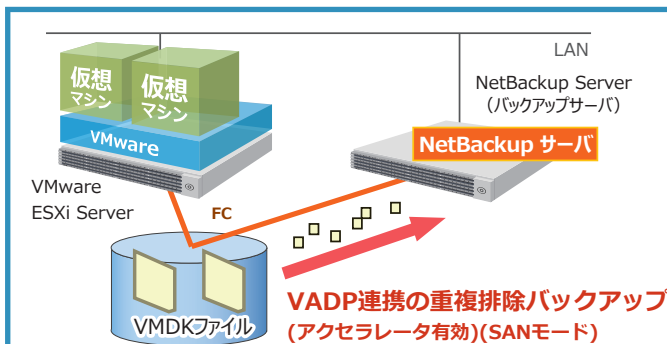 LAN
仮想
マシン
仮想
マシン
VMware
NetBackup Server
（バックアップサーバ）
NetBackup サーバ
VMware
ESXi Server
FC
VMDKファイル
VADP連携の重複排除バックアップ
(アクセラレータ有効)(SANモード)